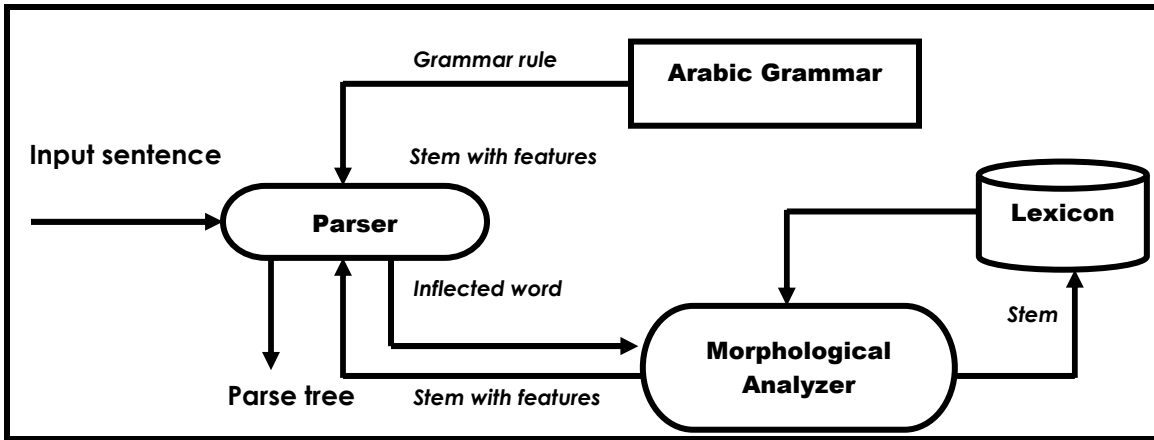 Grammar rule
Arabic Grammar
Input sentence
Stem with features
Parser
Lexicon
Inflected word
Stem
Morphological
Analyzer
Parse tree
Stem with features